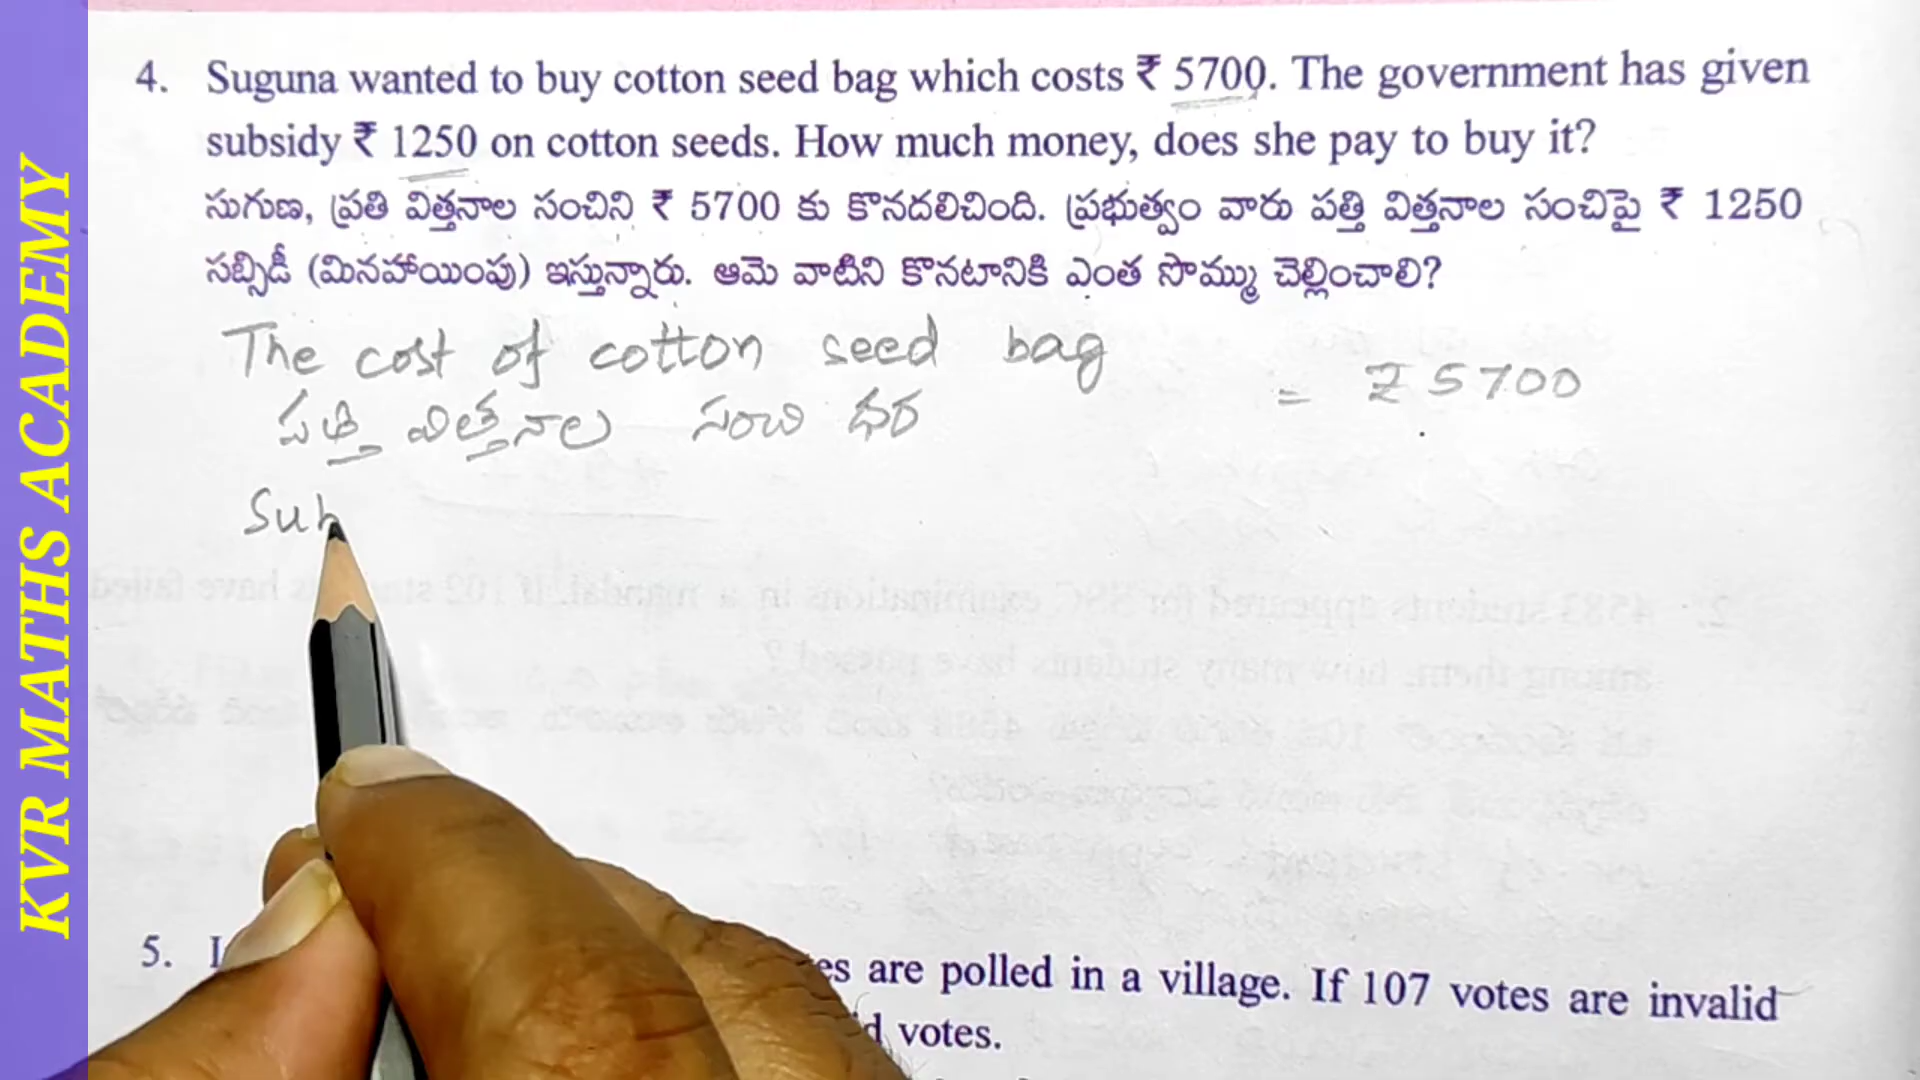 KVR MATHS ACADEMY
4. Suguna wanted to buy cotton seed bag which costs ₹ 5700. The government has given
subsidy ₹ 1250 on cotton seeds. How much money, does she pay to buy it?
సుగుణ, ప్రతి విత్తనాల సంచిని ₹ 5700 కు కొనదలిచింది. ప్రభుత్వం వారు పత్తి విత్తనాల సంచిపై ₹ 1250
సబ్సిడీ (మినహాయింపు) ఇస్తున్నారు. ఆమె వాటిని కొనటానికి ఎంత సొమ్ము చెల్లించాలి?
The cost of cotton seed bag
= ₹ 5700
పత్తి విత్తనాల సంచి ధర
Sub
5. es are polled in a village. If 107 votes are invalid
votes.